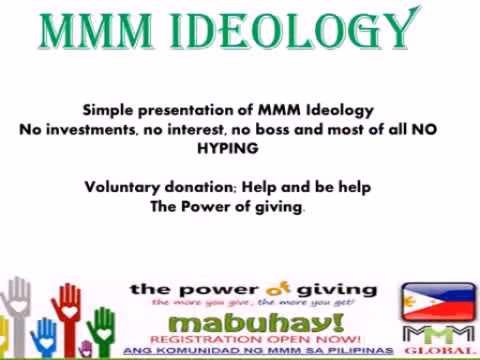 MMM IDEOLOGY
Simple presentation of MMM Ideology
No investments, no interest, no boss and most of all NO
HYPING
Voluntary donation; Help and be help
The Power of giving.
the power of giving
the more you give, the more you get!
mabuhay!
REGISTRATION OPEN NOW!
ANG KOMUNIDAD NG MMM SA PILIPINAS
MMM
GLOBAL